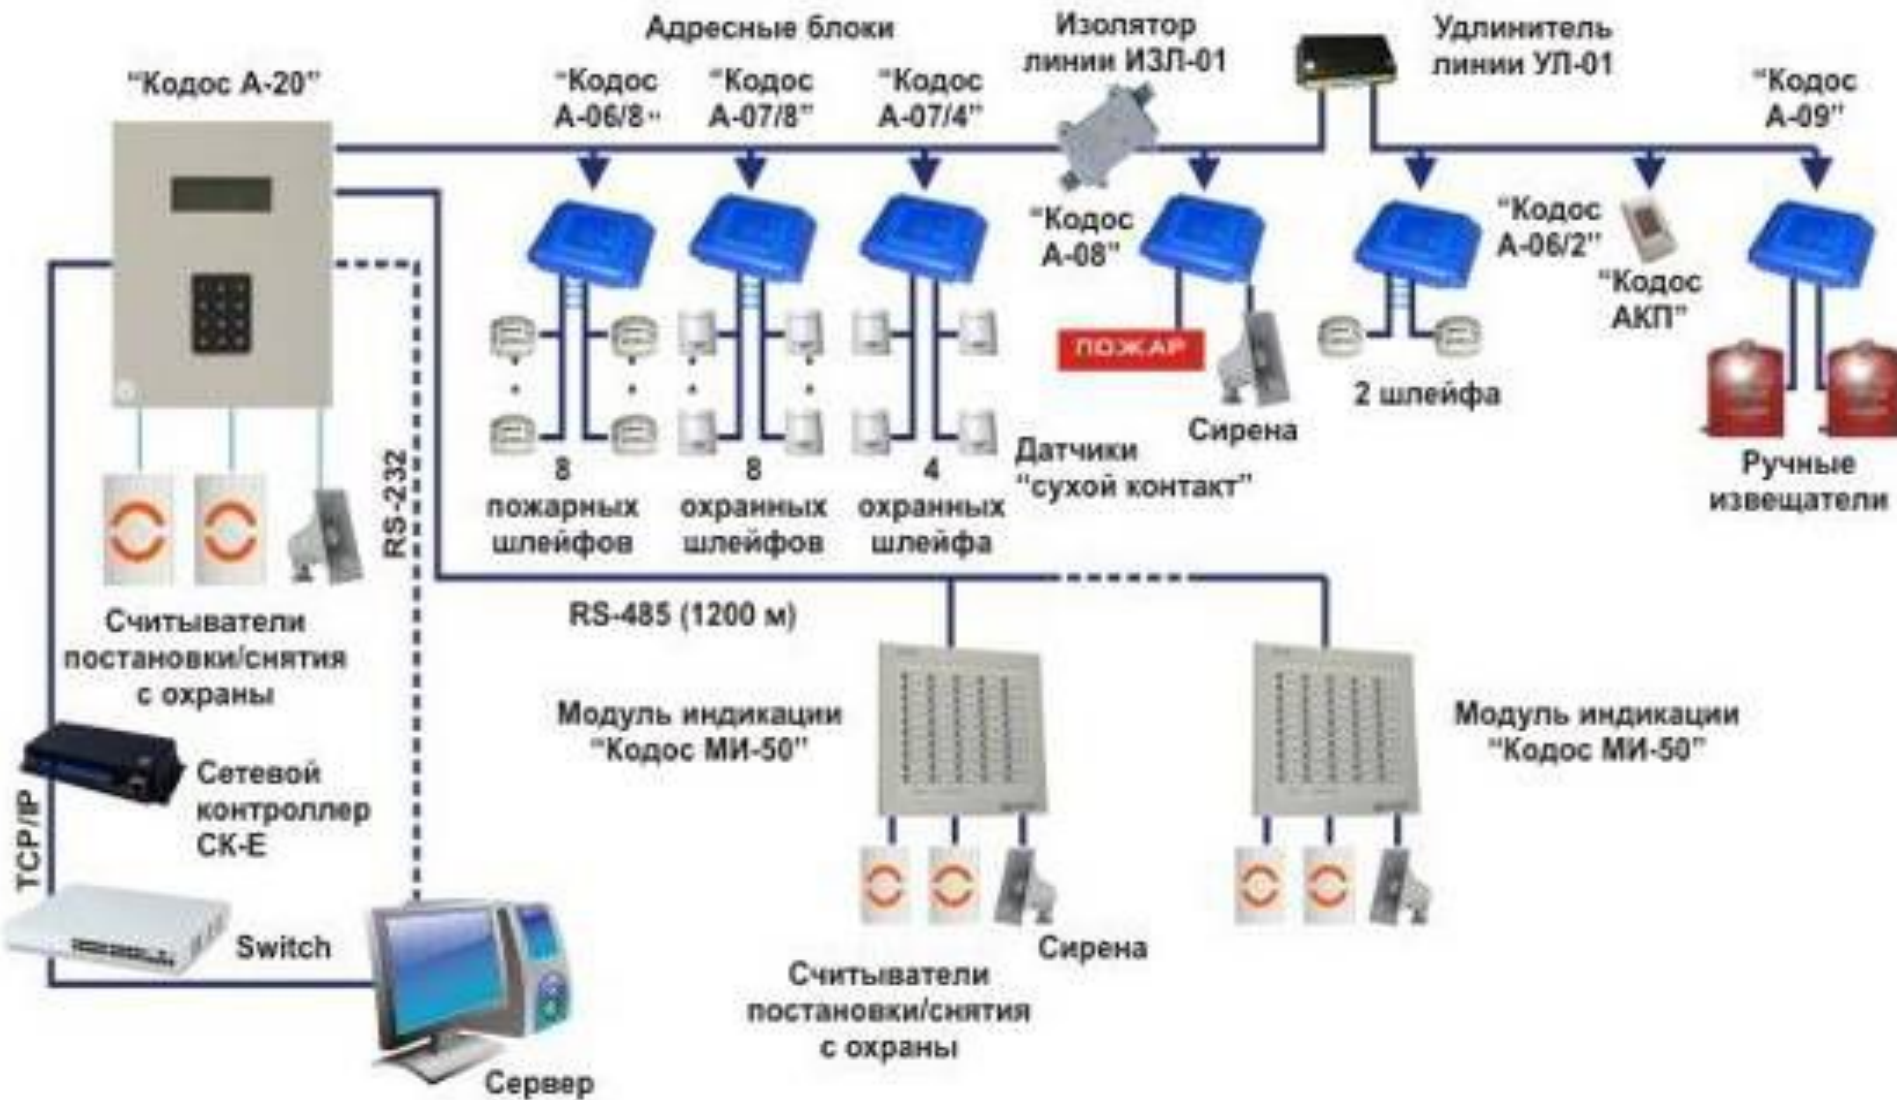 Адресные блоки
Изолятор
линии ИЗЛ-01
Удлинитель
линии УЛ-01
“Кодос А-20”
“Кодос
А-06/8“
“Кодос
А-07/8”
“Кодос
А-07/4”
“Кодос
А-09”
“Кодос
А-08”
“Кодос
А-06/2”
“Кодос
АКП”
ПОЖАР
Сирена
2 шлейфа
Ручные
извещатели
8
пожарных
шлейфов
8
охранных
шлейфов
4
охранных
шлейфа
Датчики
“сухой контакт”
RS-232
Считыватели
постановки/снятия
с охраны
RS-485 (1200 м)
Модуль индикации
“Кодос МИ-50”
Модуль индикации
“Кодос МИ-50”
Сетевой
контроллер
СК-Е
TCP/IP
Switch
Сервер
Сирена
Считыватели
постановки/снятия
с охраны